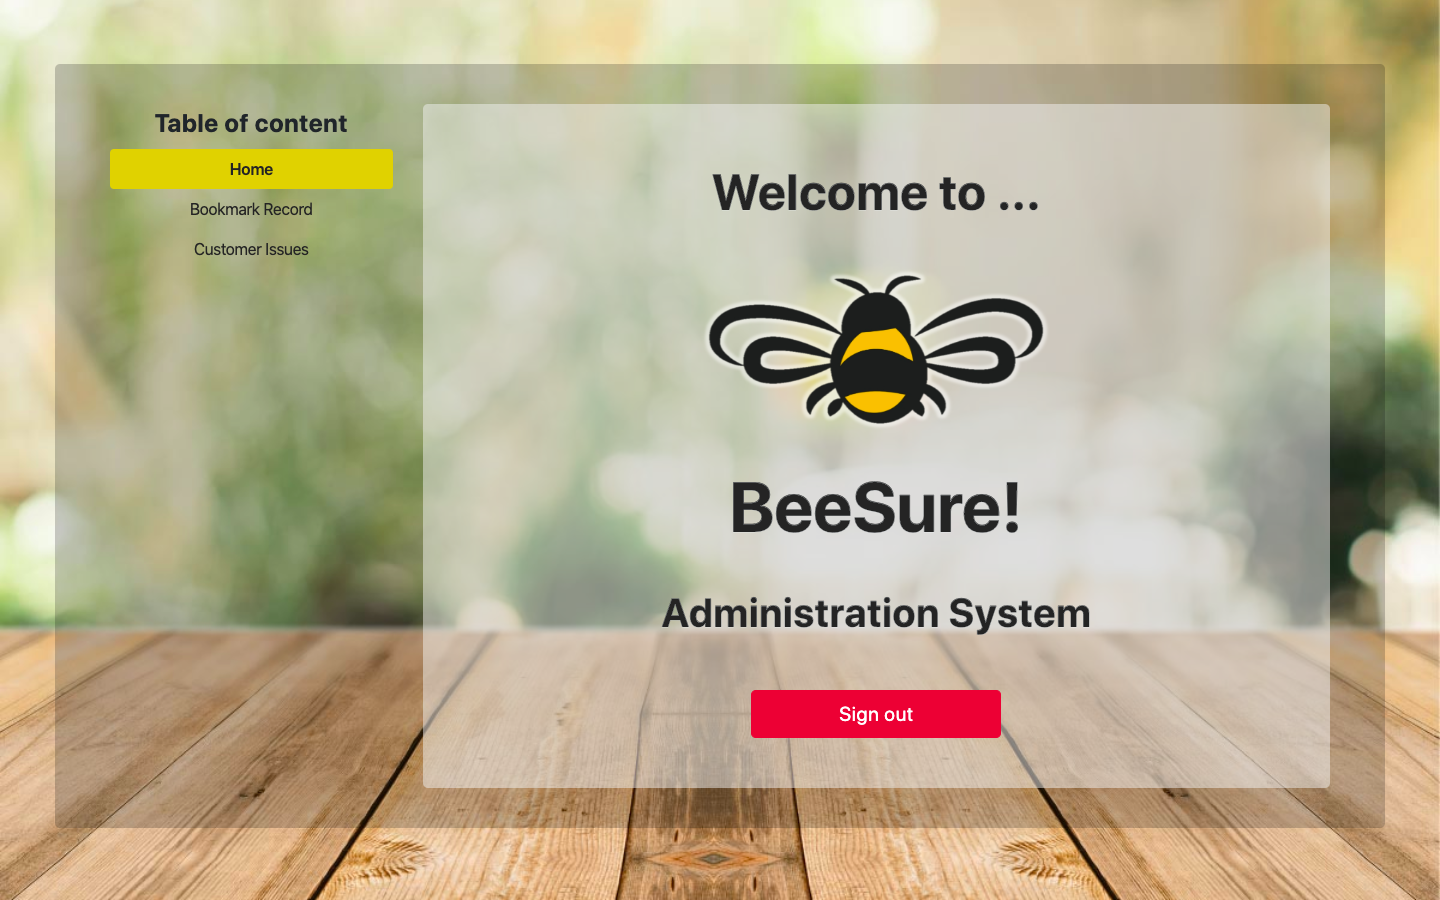 Table of content
Home
Bookmark Record
Customer Issues
Welcome to ...
BeeSure!
Administration System
Sign out